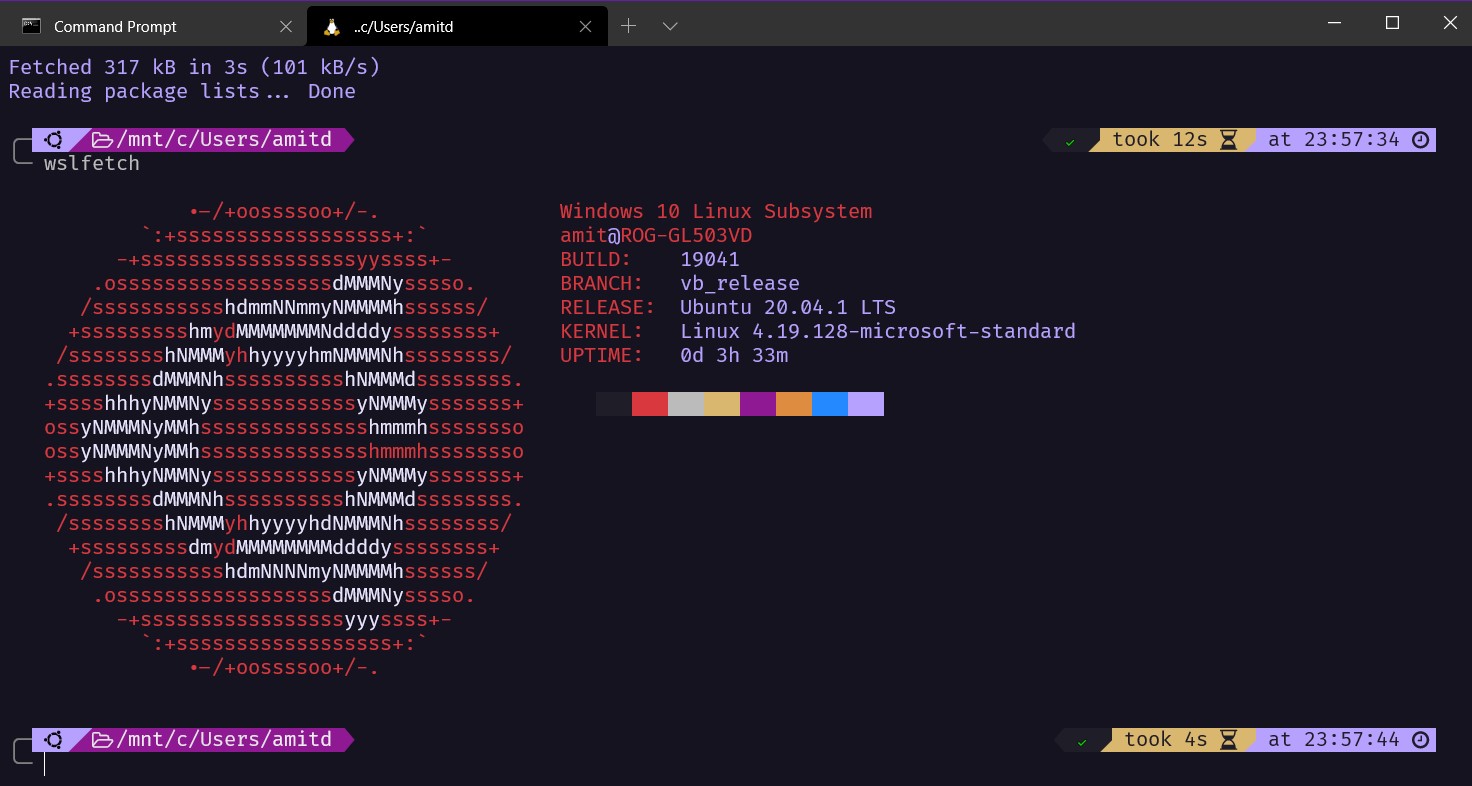 Command Prompt
..c/Users/amitd
Fetched 317 kB in 3s (101 kB/s)
Reading package lists... Done
/mnt/c/Users/amitd
took 12s at 23:57:34
wslfetch
•—/+oossssoo+/-.
`:+ssssssssssssssssss+:`
-+ssssssssssssssssssyyssss+-
.ossssssssssssssssssdMMMNysssso.
/ssssssssssshdmmNNmmyNMMMMhssssss/
+ssssssssshmydMMMMMMMNddddyssssssss+
/sssssssshNMMMyhhyyyyhmNMMMNhssssssss/
.ssssssssdMMMNhsssssssssshNMMMdssssssss.
+sssshhhyNMMNyssssssssssssyNMMMysssssss+
ossyNMMMNyMMhsssssssssssssshmmmhssssssso
ossyNMMMNyMMhsssssssssssssshmmmhssssssso
+sssshhhyNMMNyssssssssssssyNMMMysssssss+
.ssssssssdMMMNhsssssssssshNMMMdssssssss.
/sssssssshNMMMyhhyyyyhdNMMMNhssssssss/
+sssssssssdmydMMMMMMMMddddyssssssss+
/ssssssssssshdmNNNNmyNMMMMhssssss/
.ossssssssssssssssssdMMMNysssso.
-+sssssssssssssssssyyyssss+-
`:+ssssssssssssssssss+:`
•—/+oossssoo+/-.
Windows 10 Linux Subsystem
amit@ROG-GL503VD
BUILD: 19041
BRANCH: vb_release
RELEASE: Ubuntu 20.04.1 LTS
KERNEL: Linux 4.19.128-microsoft-standard
UPTIME: 0d 3h 33m
/mnt/c/Users/amitd
took 4s at 23:57:44